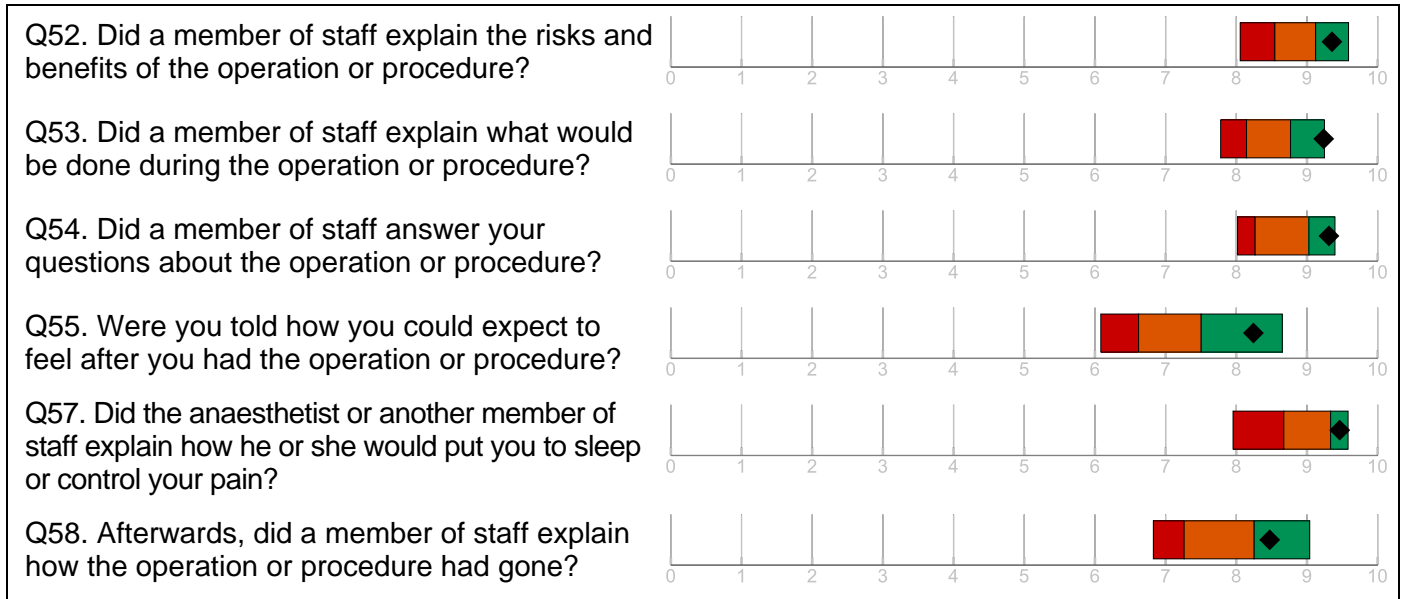 Q52. Did a member of staff explain the risks and
benefits of the operation or procedure?
0 1 2 3 4 5 6 7 8 9 10
Q53. Did a member of staff explain what would
be done during the operation or procedure?
0 1 2 3 4 5 6 7 8 9 10
Q54. Did a member of staff answer your
questions about the operation or procedure?
0 1 2 3 4 5 6 7 8 9 10
Q55. Were you told how you could expect to
feel after you had the operation or procedure?
0 1 2 3 4 5 6 7 8 9 10
Q57. Did the anaesthetist or another member of
staff explain how he or she would put you to sleep
or control your pain?
0 1 2 3 4 5 6 7 8 9 10
Q58. Afterwards, did a member of staff explain
how the operation or procedure had gone?
0 1 2 3 4 5 6 7 8 9 10